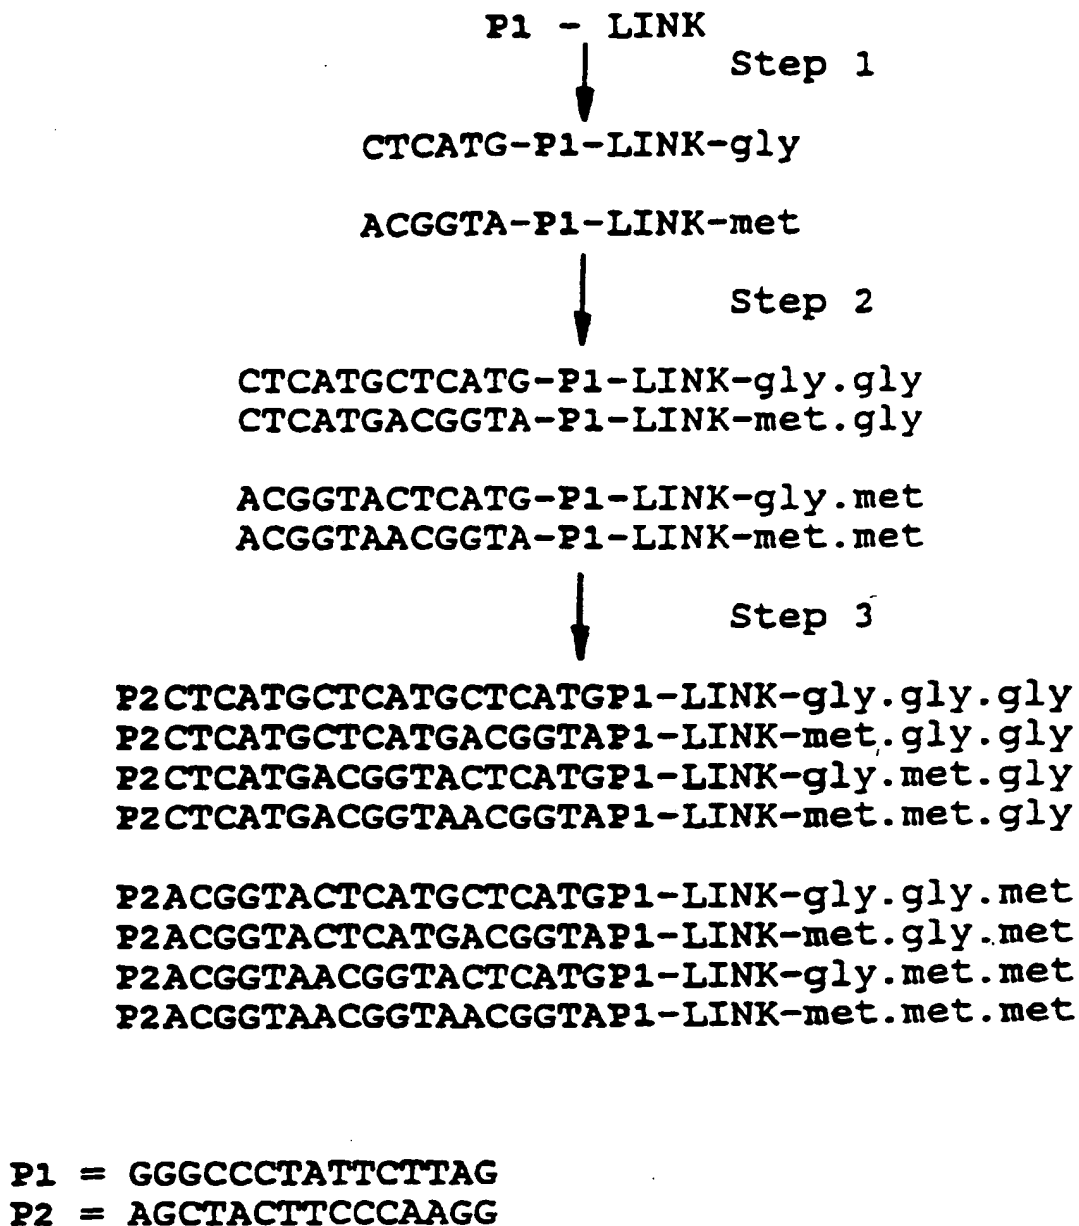 P1 - LINK
Step 1
CTCATG-P1-LINK-gly
ACGGTA-P1-LINK-met
Step 2
CTCATGCTCATG-P1-LINK-gly.gly
CTCATGACGGTA-P1-LINK-met.gly
ACGGTACTCATG-P1-LINK-gly.met
ACGGTAACGGTA-P1-LINK-met.met
Step 3
P2CTCATGCTCATGCTCATGP1-LINK-gly.gly.gly
P2CTCATGCTCATGACGGTAP1-LINK-met.gly.gly
P2CTCATGACGGTACTCATGP1-LINK-gly.met.gly
P2CTCATGACGGTAACGGTAP1-LINK-met.met.gly
P2ACGGTACTCATGCTCATGP1-LINK-gly.gly.met
P2ACGGTACTCATGACGGTAP1-LINK-met.gly.met
P2ACGGTAACGGTACTCATGP1-LINK-gly.met.met
P2ACGGTAACGGTAACGGTAP1-LINK-met.met.met
P1 = GGGCCCTATTCTTAG
P2 = AGCTACTTCCCAAGG